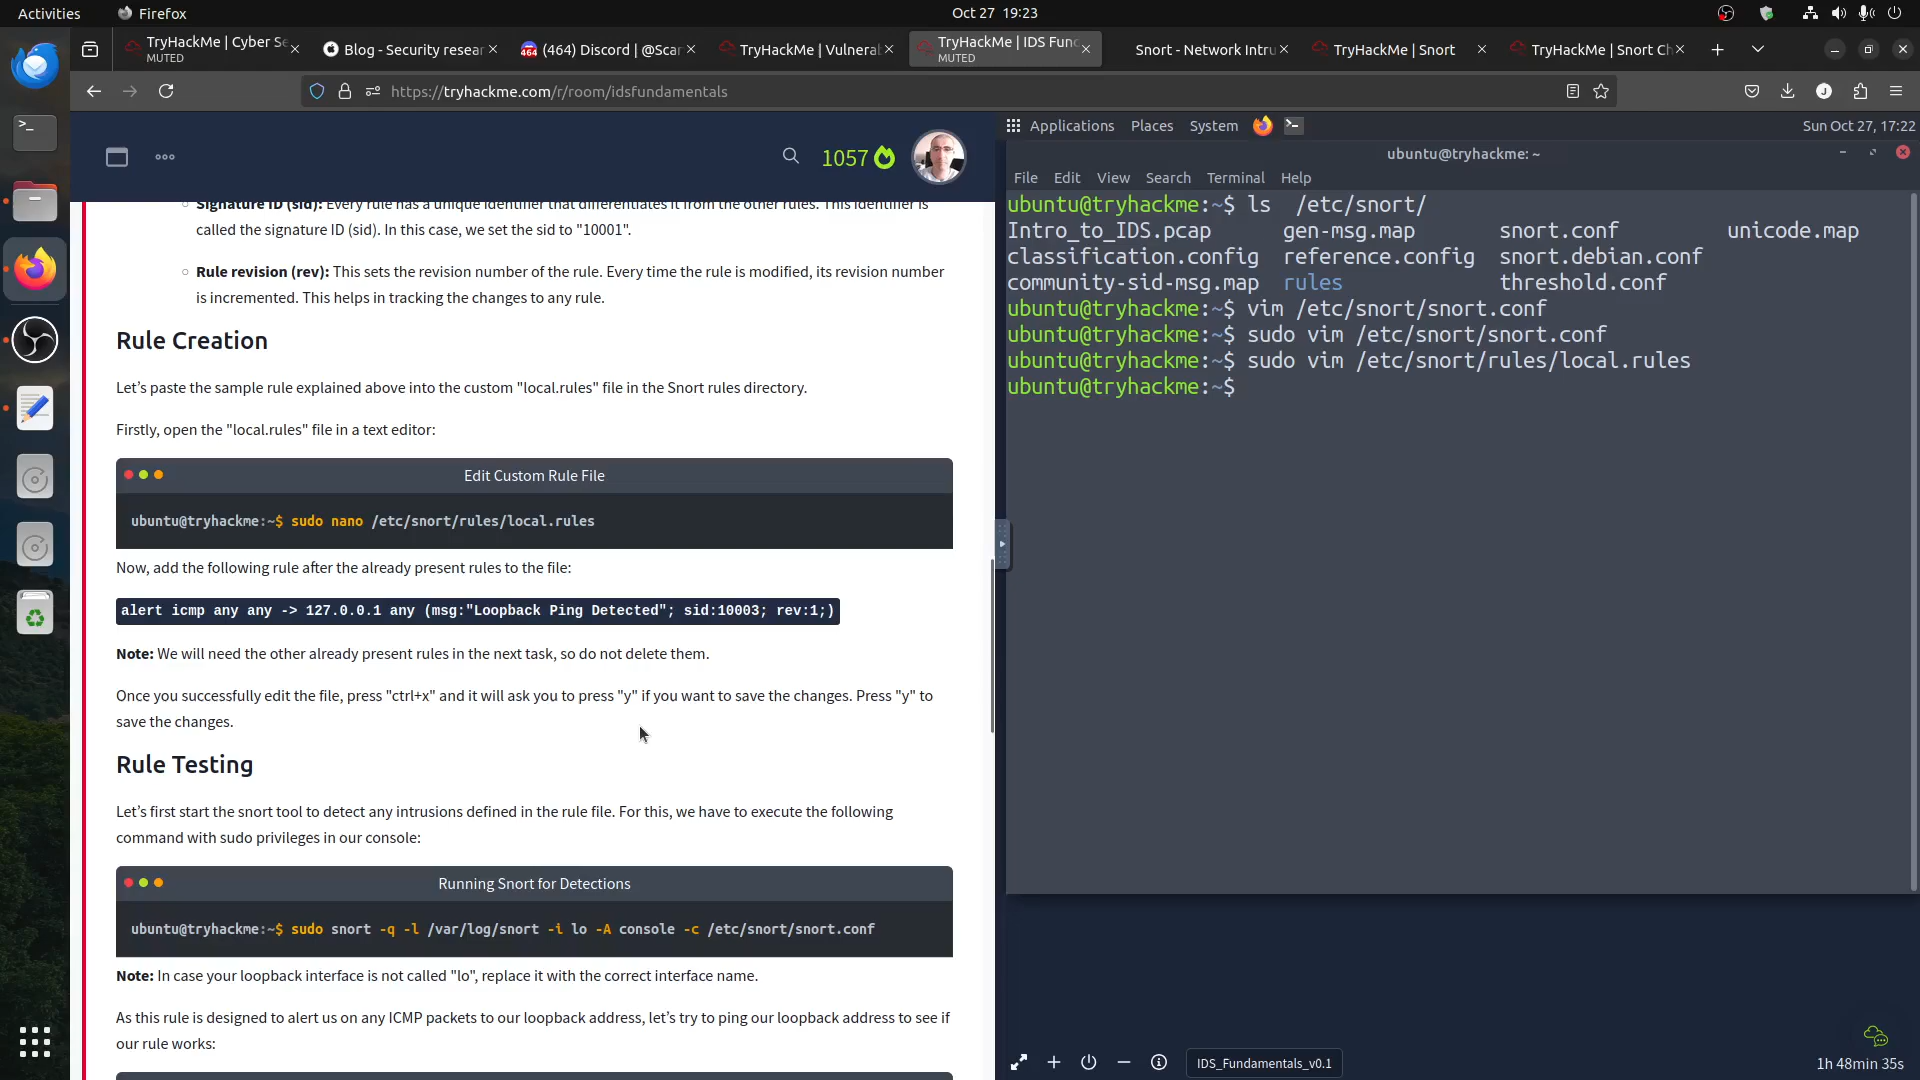 Activities
Firefox
Oct 27 19:23
TryHackMe | Cyber Se
MUTED
Blog - Security resear
(464) Discord | @Scar
TryHackMe | Vulnera
TryHackMe | IDS Func
MUTED
Snort - Network Intru
TryHackMe | Snort
TryHackMe | Snort Ch
https://tryhackme.com/r/room/idsfundamentals
1057
Signature ID (sid): Every rule has a unique identifier that differentiates it from the other rules. This identifier is
called the signature ID (sid). In this case, we set the sid to "10001".
Rule revision (rev): This sets the revision number of the rule. Every time the rule is modified, its revision number
is incremented. This helps in tracking the changes to any rule.
Rule Creation
Let's paste the sample rule explained above into the custom "local.rules" file in the Snort rules directory.
Firstly, open the "local.rules" file in a text editor:
Edit Custom Rule File
ubuntu@tryhackme:~$ sudo nano /etc/snort/rules/local.rules
Now, add the following rule after the already present rules to the file:
alert icmp any any -> 127.0.0.1 any (msg:"Loopback Ping Detected"; sid:10003; rev:1;)
Note: We will need the other already present rules in the next task, so do not delete them.
Once you successfully edit the file, press "ctrl+x" and it will ask you to press "y" if you want to save the changes. Press "y" to
save the changes.
Rule Testing
Let's first start the snort tool to detect any intrusions defined in the rule file. For this, we have to execute the following
command with sudo privileges in our console:
Running Snort for Detections
ubuntu@tryhackme:~$ sudo snort -q -l /var/log/snort -i lo -A console -c /etc/snort/snort.conf
Note: In case your loopback interface is not called "lo", replace it with the correct interface name.
As this rule is designed to alert us on any ICMP packets to our loopback address, let's try to ping our loopback address to see if
our rule works:
Applications Places System
Sun Oct 27, 17:22
ubuntu@tryhackme: ~
File Edit View Search Terminal Help
ubuntu@tryhackme:~$ ls /etc/snort/
Intro_to_IDS.pcap gen-msg.map snort.conf unicode.map
classification.config reference.config snort.debian.conf
community-sid-msg.map rules threshold.conf
ubuntu@tryhackme:~$ vim /etc/snort/snort.conf
ubuntu@tryhackme:~$ sudo vim /etc/snort/snort.conf
ubuntu@tryhackme:~$ sudo vim /etc/snort/rules/local.rules
ubuntu@tryhackme:~$
IDS_Fundamentals_v0.1
1h 48min 35s